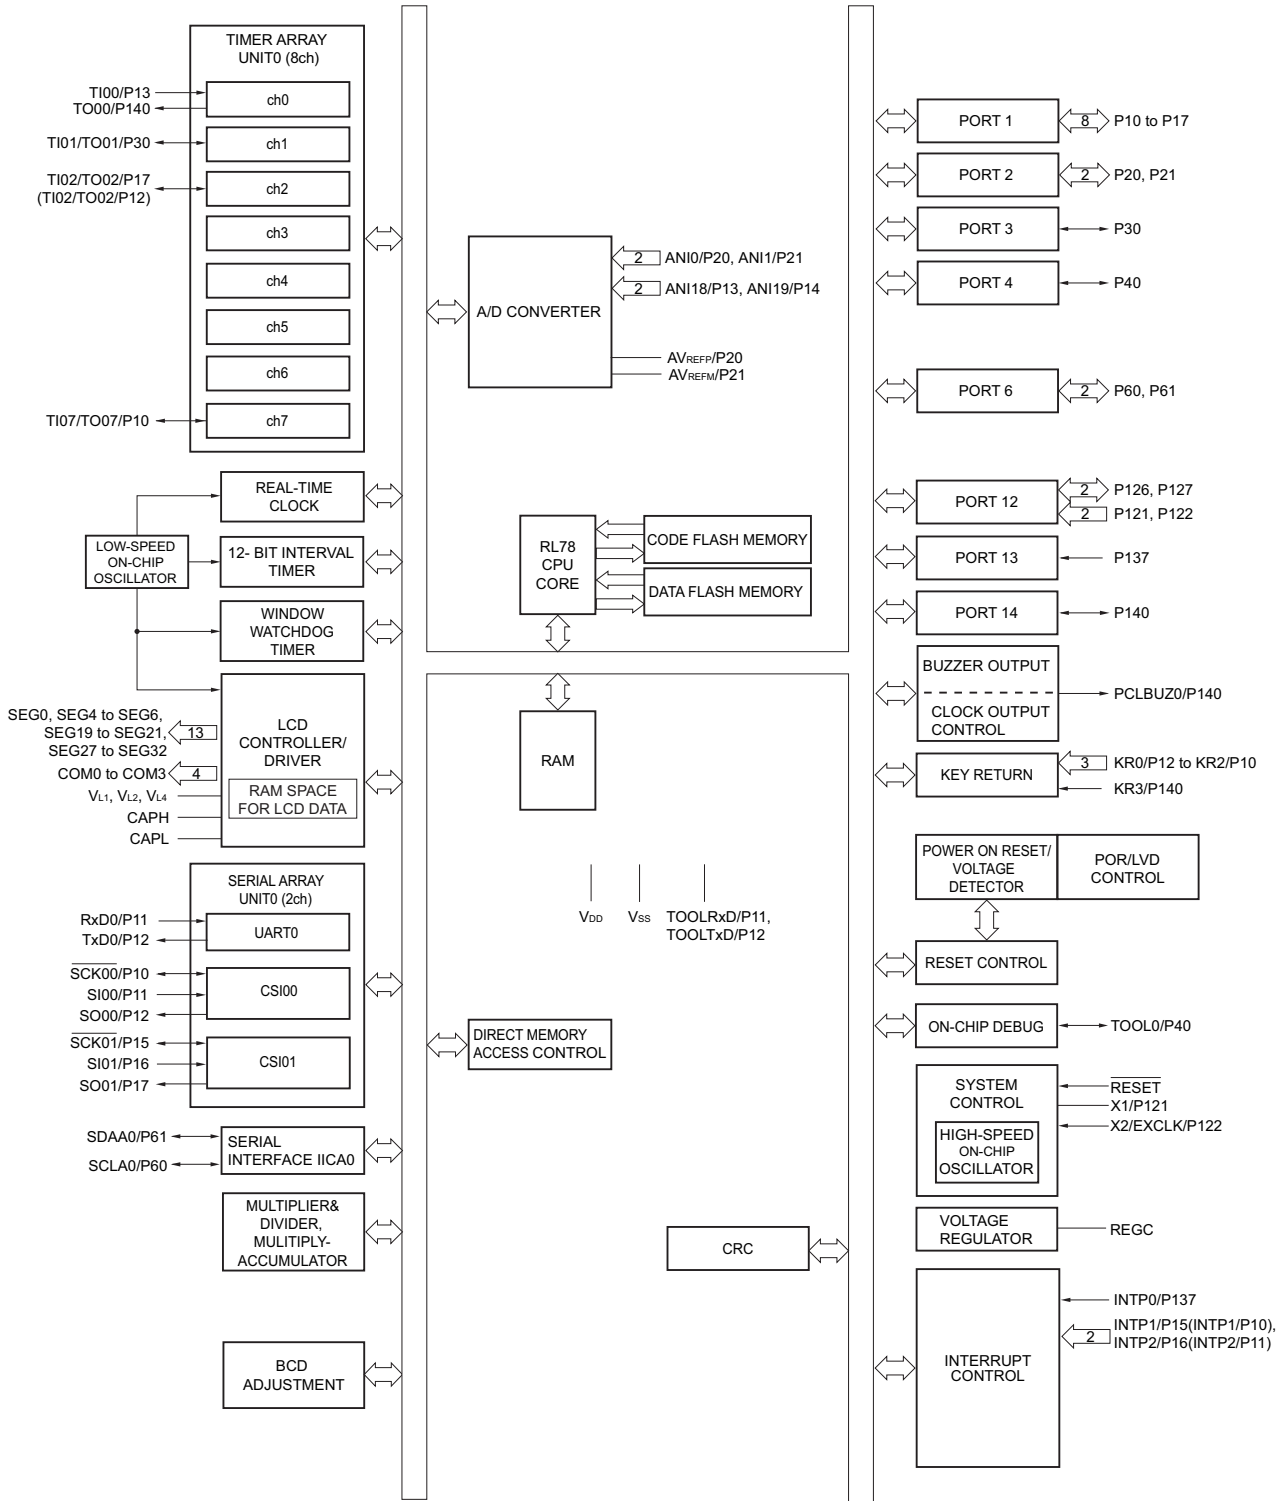 TIMER ARRAY
UNIT0 (8ch)
TI00/P13
TO00/P140
ch0
TI01/TO01/P30
ch1
TI02/TO02/P17
(TI02/TO02/P12)
ch2
ch3
ch4
ch5
ch6
TI07/TO07/P10
ch7
REAL-TIME
CLOCK
LOW-SPEED
ON-CHIP
OSCILLATOR
12- BIT INTERVAL
TIMER
WINDOW
WATCHDOG
TIMER
SEG0, SEG4 to SEG6,
SEG19 to SEG21,
SEG27 to SEG32
13
COM0 to COM3
4
VL1, VL2, VL4
CAPH
CAPL
LCD
CONTROLLER/
DRIVER
RAM SPACE
FOR LCD DATA
SERIAL ARRAY
UNIT0 (2ch)
RxD0/P11
TxD0/P12
UART0
SCK00/P10
SI00/P11
SO00/P12
CSI00
SCK01/P15
SI01/P16
SO01/P17
CSI01
SDAA0/P61
SCLA0/P60
SERIAL
INTERFACE IICA0
MULTIPLIER&
DIVIDER,
MULITIPLY-
ACCUMULATOR
BCD
ADJUSTMENT
A/D CONVERTER
2
ANI0/P20, ANI1/P21
2
ANI18/P13, ANI19/P14
AVREFP/P20
AVREFM/P21
RL78
CPU
CORE
CODE FLASH MEMORY
DATA FLASH MEMORY
RAM
VDD
VSS
TOOLRxD/P11,
TOOLTxD/P12
DIRECT MEMORY
ACCESS CONTROL
CRC
PORT 1
8
P10 to P17
PORT 2
2
P20, P21
PORT 3
P30
PORT 4
P40
PORT 6
2
P60, P61
PORT 12
2
P126, P127
2
P121, P122
PORT 13
P137
PORT 14
P140
BUZZER OUTPUT
CLOCK OUTPUT
CONTROL
PCLBUZ0/P140
KEY RETURN
3
KR0/P12 to KR2/P10
KR3/P140
POWER ON RESET/
VOLTAGE
DETECTOR
POR/LVD
CONTROL
RESET CONTROL
ON-CHIP DEBUG
TOOL0/P40
SYSTEM
CONTROL
HIGH-SPEED
ON-CHIP
OSCILLATOR
RESET
X1/P121
X2/EXCLK/P122
VOLTAGE
REGULATOR
REGC
INTERRUPT
CONTROL
INTP0/P137
2
INTP1/P15(INTP1/P10),
INTP2/P16(INTP2/P11)